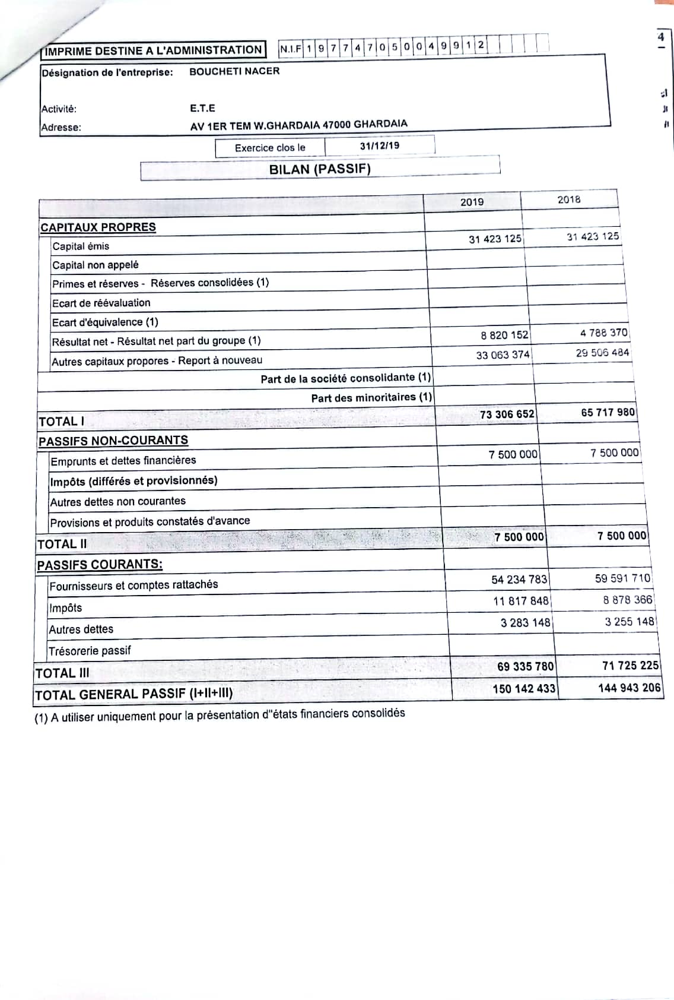 4
IMPRIME DESTINE A L'ADMINISTRATION N.I.F 1 9 7 7 4 7 0 5 0 0 4 9 9 1 2
Désignation de l'entreprise: BOUCHETI NACER
Activité: E.T.E
Adresse: AV 1ER TEM W.GHARDAIA 47000 GHARDAIA
Exercice clos le 31/12/19
BILAN (PASSIF)
2019 2018
CAPITAUX PROPRES
Capital émis 31 423 125 31 423 125
Capital non appelé
Primes et réserves - Réserves consolidées (1)
Ecart de réévaluation
Ecart d'équivalence (1)
Résultat net - Résultat net part du groupe (1) 8 820 152 4 788 370
Autres capitaux propores - Report à nouveau 33 063 374 29 506 484
Part de la société consolidante (1)
Part des minoritaires (1)
TOTAL I 73 306 652 65 717 980
PASSIFS NON-COURANTS
Emprunts et dettes financières 7 500 000 7 500 000
Impôts (différés et provisionnés)
Autres dettes non courantes
Provisions et produits constatés d'avance
TOTAL II 7 500 000 7 500 000
PASSIFS COURANTS:
Fournisseurs et comptes rattachés 54 234 783 59 591 710
Impôts 11 817 848 8 878 366
Autres dettes 3 283 148 3 255 148
Trésorerie passif
TOTAL III 69 335 780 71 725 225
TOTAL GENERAL PASSIF (I+II+III) 150 142 433 144 943 206
(1) A utiliser uniquement pour la présentation d"états financiers consolidés